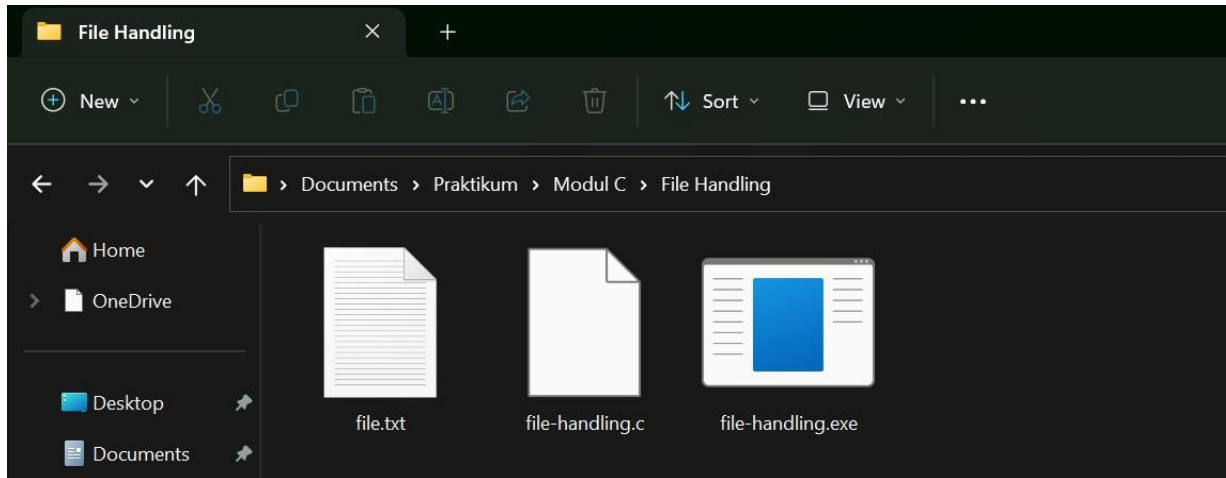 File Handling
New Sort View
Documents > Praktikum > Modul C > File Handling
Home
OneDrive
Desktop
Documents
file.txt file-handling.c file-handling.exe